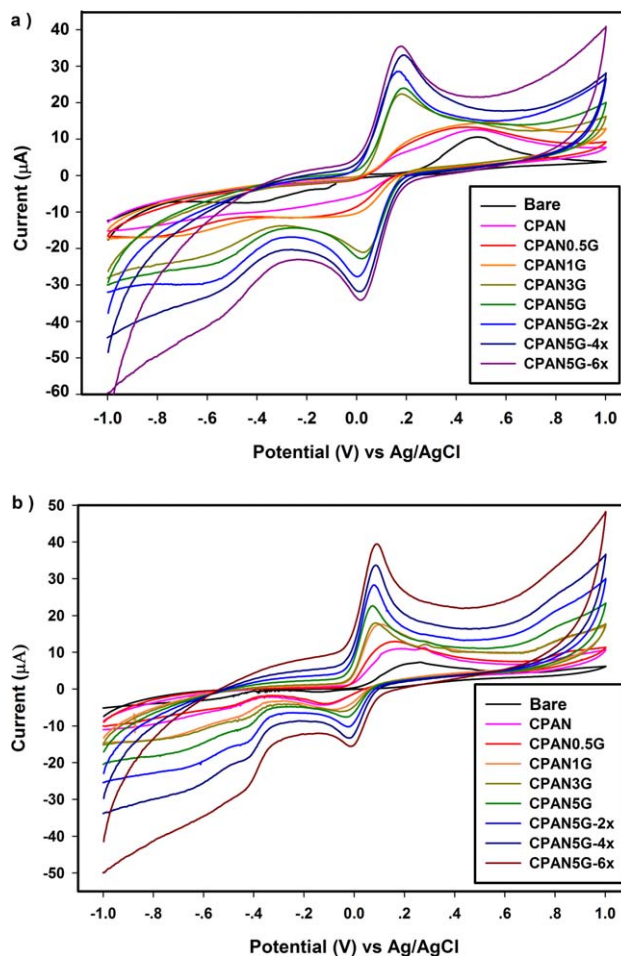 a )
40
30
20
10
0
-10
-20
-30
-40
-50
-60
Current (μA)
Bare
CPAN
CPAN0.5G
CPAN1G
CPAN3G
CPAN5G
CPAN5G-2x
CPAN5G-4x
CPAN5G-6x
-1.0 -.8 -.6 -.4 -.2 0.0 .2 .4 .6 .8 1.0
Potential (V) vs Ag/AgCl
b )
50
40
30
20
10
0
-10
-20
-30
-40
-50
Current (μA)
Bare
CPAN
CPAN0.5G
CPAN1G
CPAN3G
CPAN5G
CPAN5G-2x
CPAN5G-4x
CPAN5G-6x
-1.0 -.8 -.6 -.4 -.2 0.0 .2 .4 .6 .8 1.0
Potential (V) vs Ag/AgCl